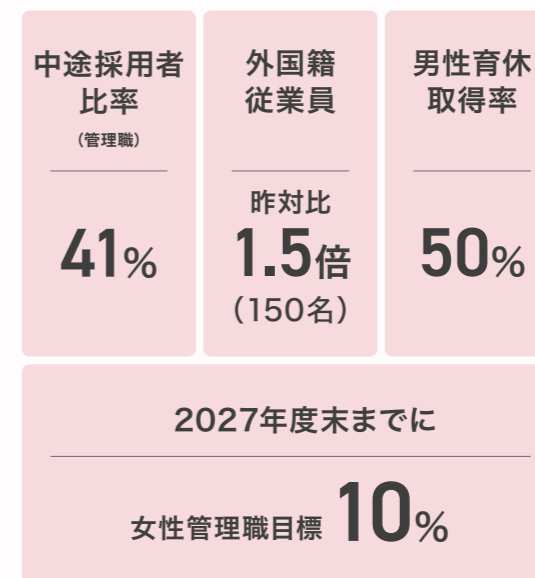 中途採用者
比率
（管理職）
41%
外国籍
従業員
昨対比
1.5倍
（150名）
男性育休
取得率
50%
2027年度末までに
女性管理職目標 10%